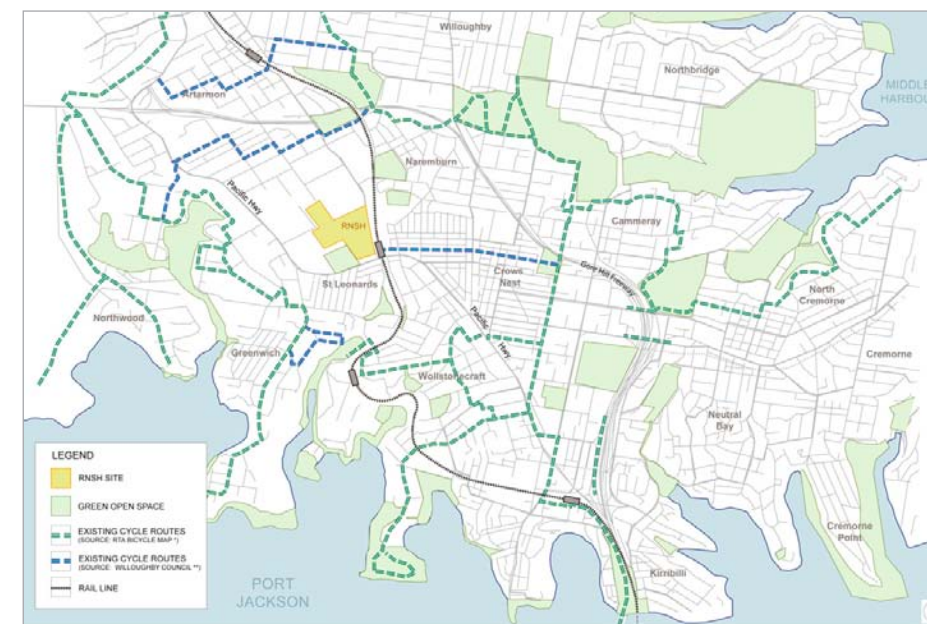 Willoughby
Northbridge
MIDDLE
HARBOU
Artarmon
Naremburn
Pacific Hwy
RNSH
Cammeray
Gore Hill Freeway
St Leonards
Crows
Nest
North
Cremorne
Northwood
Pacific
Hwy
Greenwich
Cremorne
Wollstonecraft
Neutral
Bay
Cremorne
Point
Kirribilli
PORT
JACKSON
LEGEND
RNSH SITE
GREEN OPEN SPACE
EXISTING CYCLE ROUTES
(SOURCE: RTA BICYCLE MAP *)
EXISTING CYCLE ROUTES
(SOURCE: WILLOUGHBY COUNCIL **)
RAIL LINE